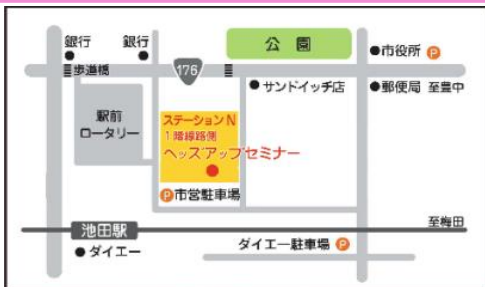 銀行
銀行
公園
市役所 P
歩道橋
176
サンドイッチ店
郵便局 至豊中
駅前
ロータリー
ステーションN
1階線路側
ヘッズアップセミナー
P市営駐車場
至梅田
池田駅
ダイエー
ダイエー駐車場 P